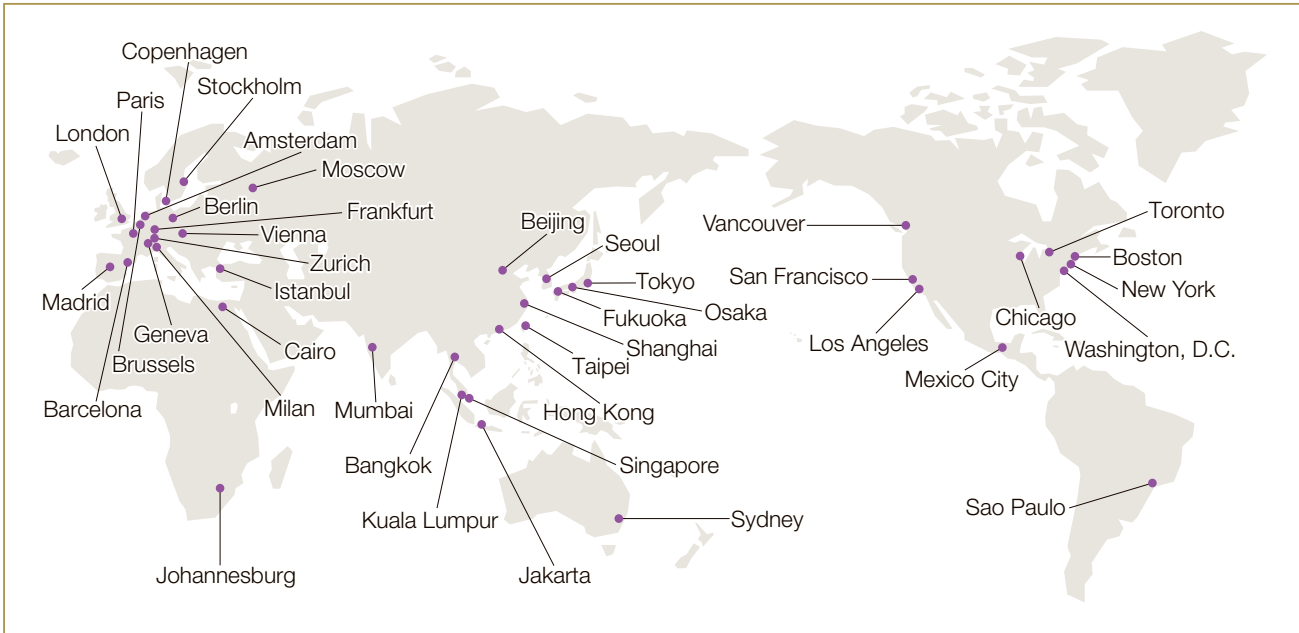 Copenhagen
Stockholm
Paris
London
Amsterdam
Moscow
Berlin
Frankfurt
Vienna
Zurich
Istanbul
Madrid
Geneva
Cairo
Brussels
Barcelona
Milan
Mumbai
Johannesburg
Beijing
Seoul
Tokyo
Osaka
Fukuoka
Shanghai
Taipei
Hong Kong
Bangkok
Singapore
Kuala Lumpur
Jakarta
Sydney
Vancouver
San Francisco
Los Angeles
Toronto
Boston
New York
Chicago
Washington, D.C.
Mexico City
Sao Paulo